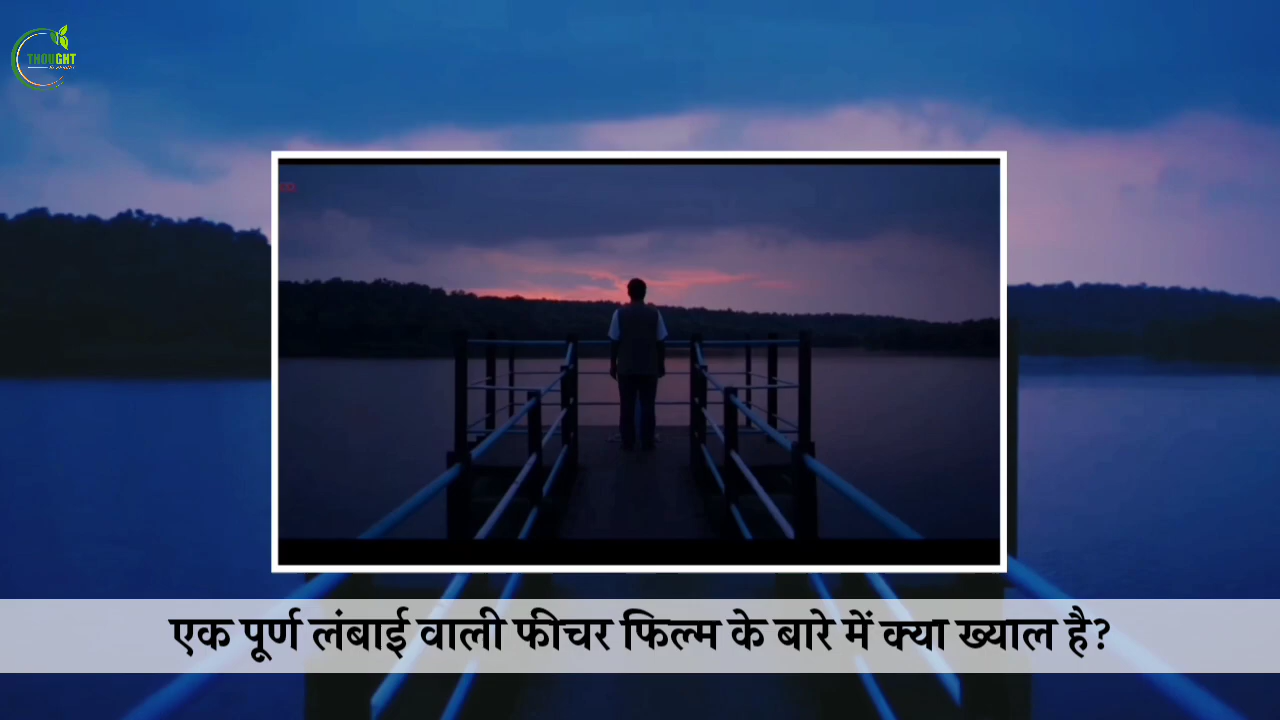 THOUGHT
एक पूर्ण लंबाई वाली फीचर फिल्म के बारे में क्या ख्याल है?